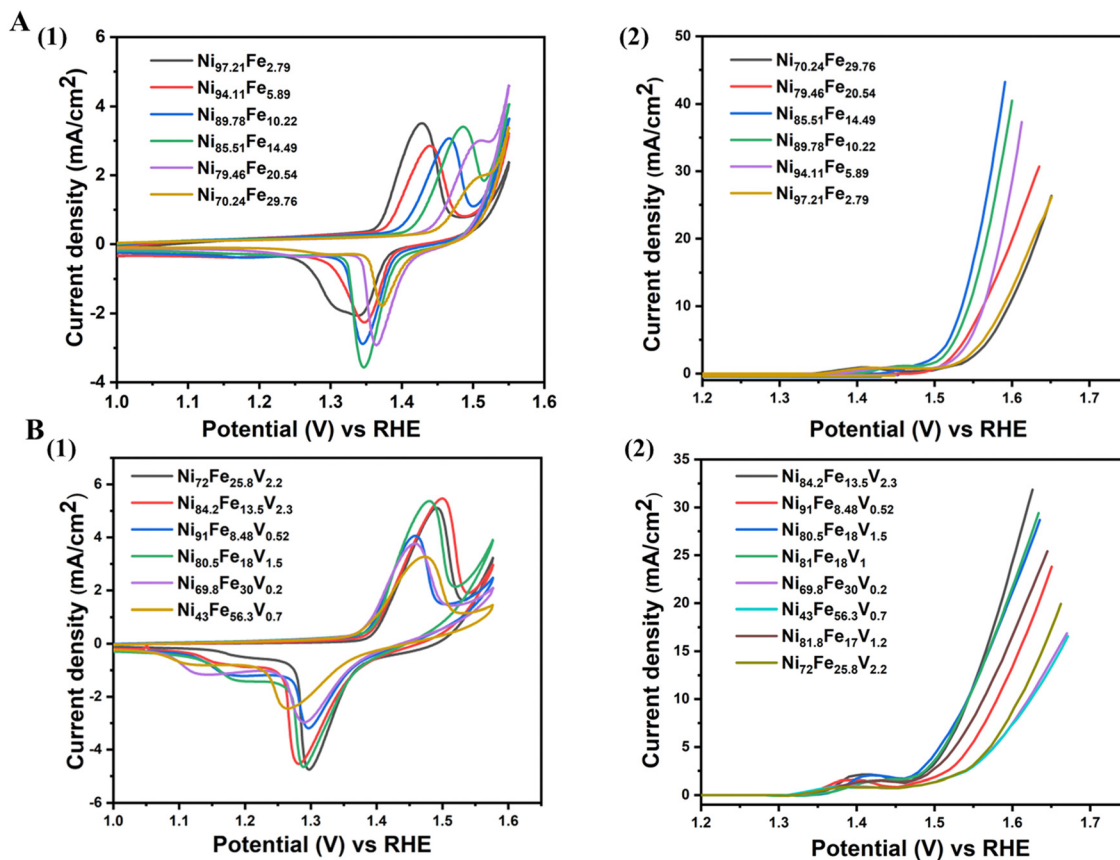 A
(1)
Ni97.21Fe2.79
Ni94.11Fe5.89
Ni89.78Fe10.22
Ni85.51Fe14.49
Ni79.46Fe20.54
Ni70.24Fe29.76
Current density (mA/cm²)
6
4
2
0
-2
-4
1.0 1.1 1.2 1.3 1.4 1.5 1.6
Potential (V) vs RHE
(2)
Ni70.24Fe29.76
Ni79.46Fe20.54
Ni85.51Fe14.49
Ni89.78Fe10.22
Ni94.11Fe5.89
Ni97.21Fe2.79
Current density (mA/cm²)
50
40
30
20
10
0
1.2 1.3 1.4 1.5 1.6 1.7
Potential (V) vs RHE
B
(1)
Ni72Fe25.8V2.2
Ni84.2Fe13.5V2.3
Ni91Fe8.48V0.52
Ni80.5Fe18V1.5
Ni69.8Fe30V0.2
Ni43Fe56.3V0.7
Current density (mA/cm²)
6
4
2
0
-2
-4
-6
1.0 1.1 1.2 1.3 1.4 1.5 1.6
Potential (V) vs RHE
(2)
Ni84.2Fe13.5V2.3
Ni91Fe8.48V0.52
Ni80.5Fe18V1.5
Ni81Fe18V1
Ni69.8Fe30V0.2
Ni43Fe56.3V0.7
Ni81.8Fe17V1.2
Ni72Fe25.8V2.2
Current density (mA/cm²)
35
30
25
20
15
10
5
0
1.2 1.3 1.4 1.5 1.6 1.7
Potential (V) vs RHE